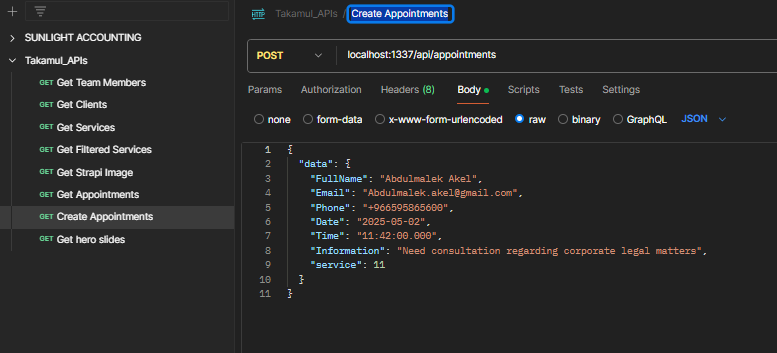 SUNLIGHT ACCOUNTING
Takamul_APIs
GET Get Team Members
GET Get Clients
GET Get Services
GET Get Filtered Services
GET Get Strapi Image
GET Get Appointments
GET Create Appointments
GET Get hero slides
HTTP Takamul_APIs / Create Appointments
POST localhost:1337/api/appointments
Params Authorization Headers (8) Body Scripts Tests Settings
none form-data x-www-form-urlencoded raw binary GraphQL JSON
1 {
2 "data": {
3 "FullName": "Abdulmalek Akel",
4 "Email": "Abdulmalek.akel@gmail.com",
5 "Phone": "+966595865600",
6 "Date": "2025-05-02",
7 "Time": "11:42:00.000",
8 "Information": "Need consultation regarding corporate legal matters",
9 "service": 11
10 }
11 }